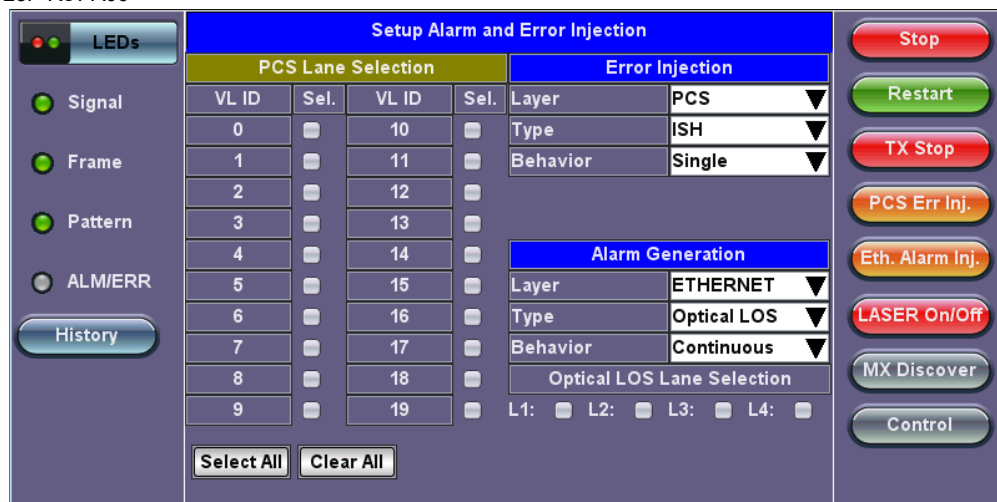 LEDs
Signal
Frame
Pattern
ALM/ERR
History
Setup Alarm and Error Injection
PCS Lane Selection
VL ID Sel. VL ID Sel.
0 10
1 11
2 12
3 13
4 14
5 15
6 16
7 17
8 18
9 19
Select All Clear All
Error Injection
Layer PCS
Type ISH
Behavior Single
Alarm Generation
Layer ETHERNET
Type Optical LOS
Behavior Continuous
Optical LOS Lane Selection
L1: L2: L3: L4:
Stop
Restart
TX Stop
PCS Err Inj.
Eth. Alarm Inj.
LASER On/Off
MX Discover
Control